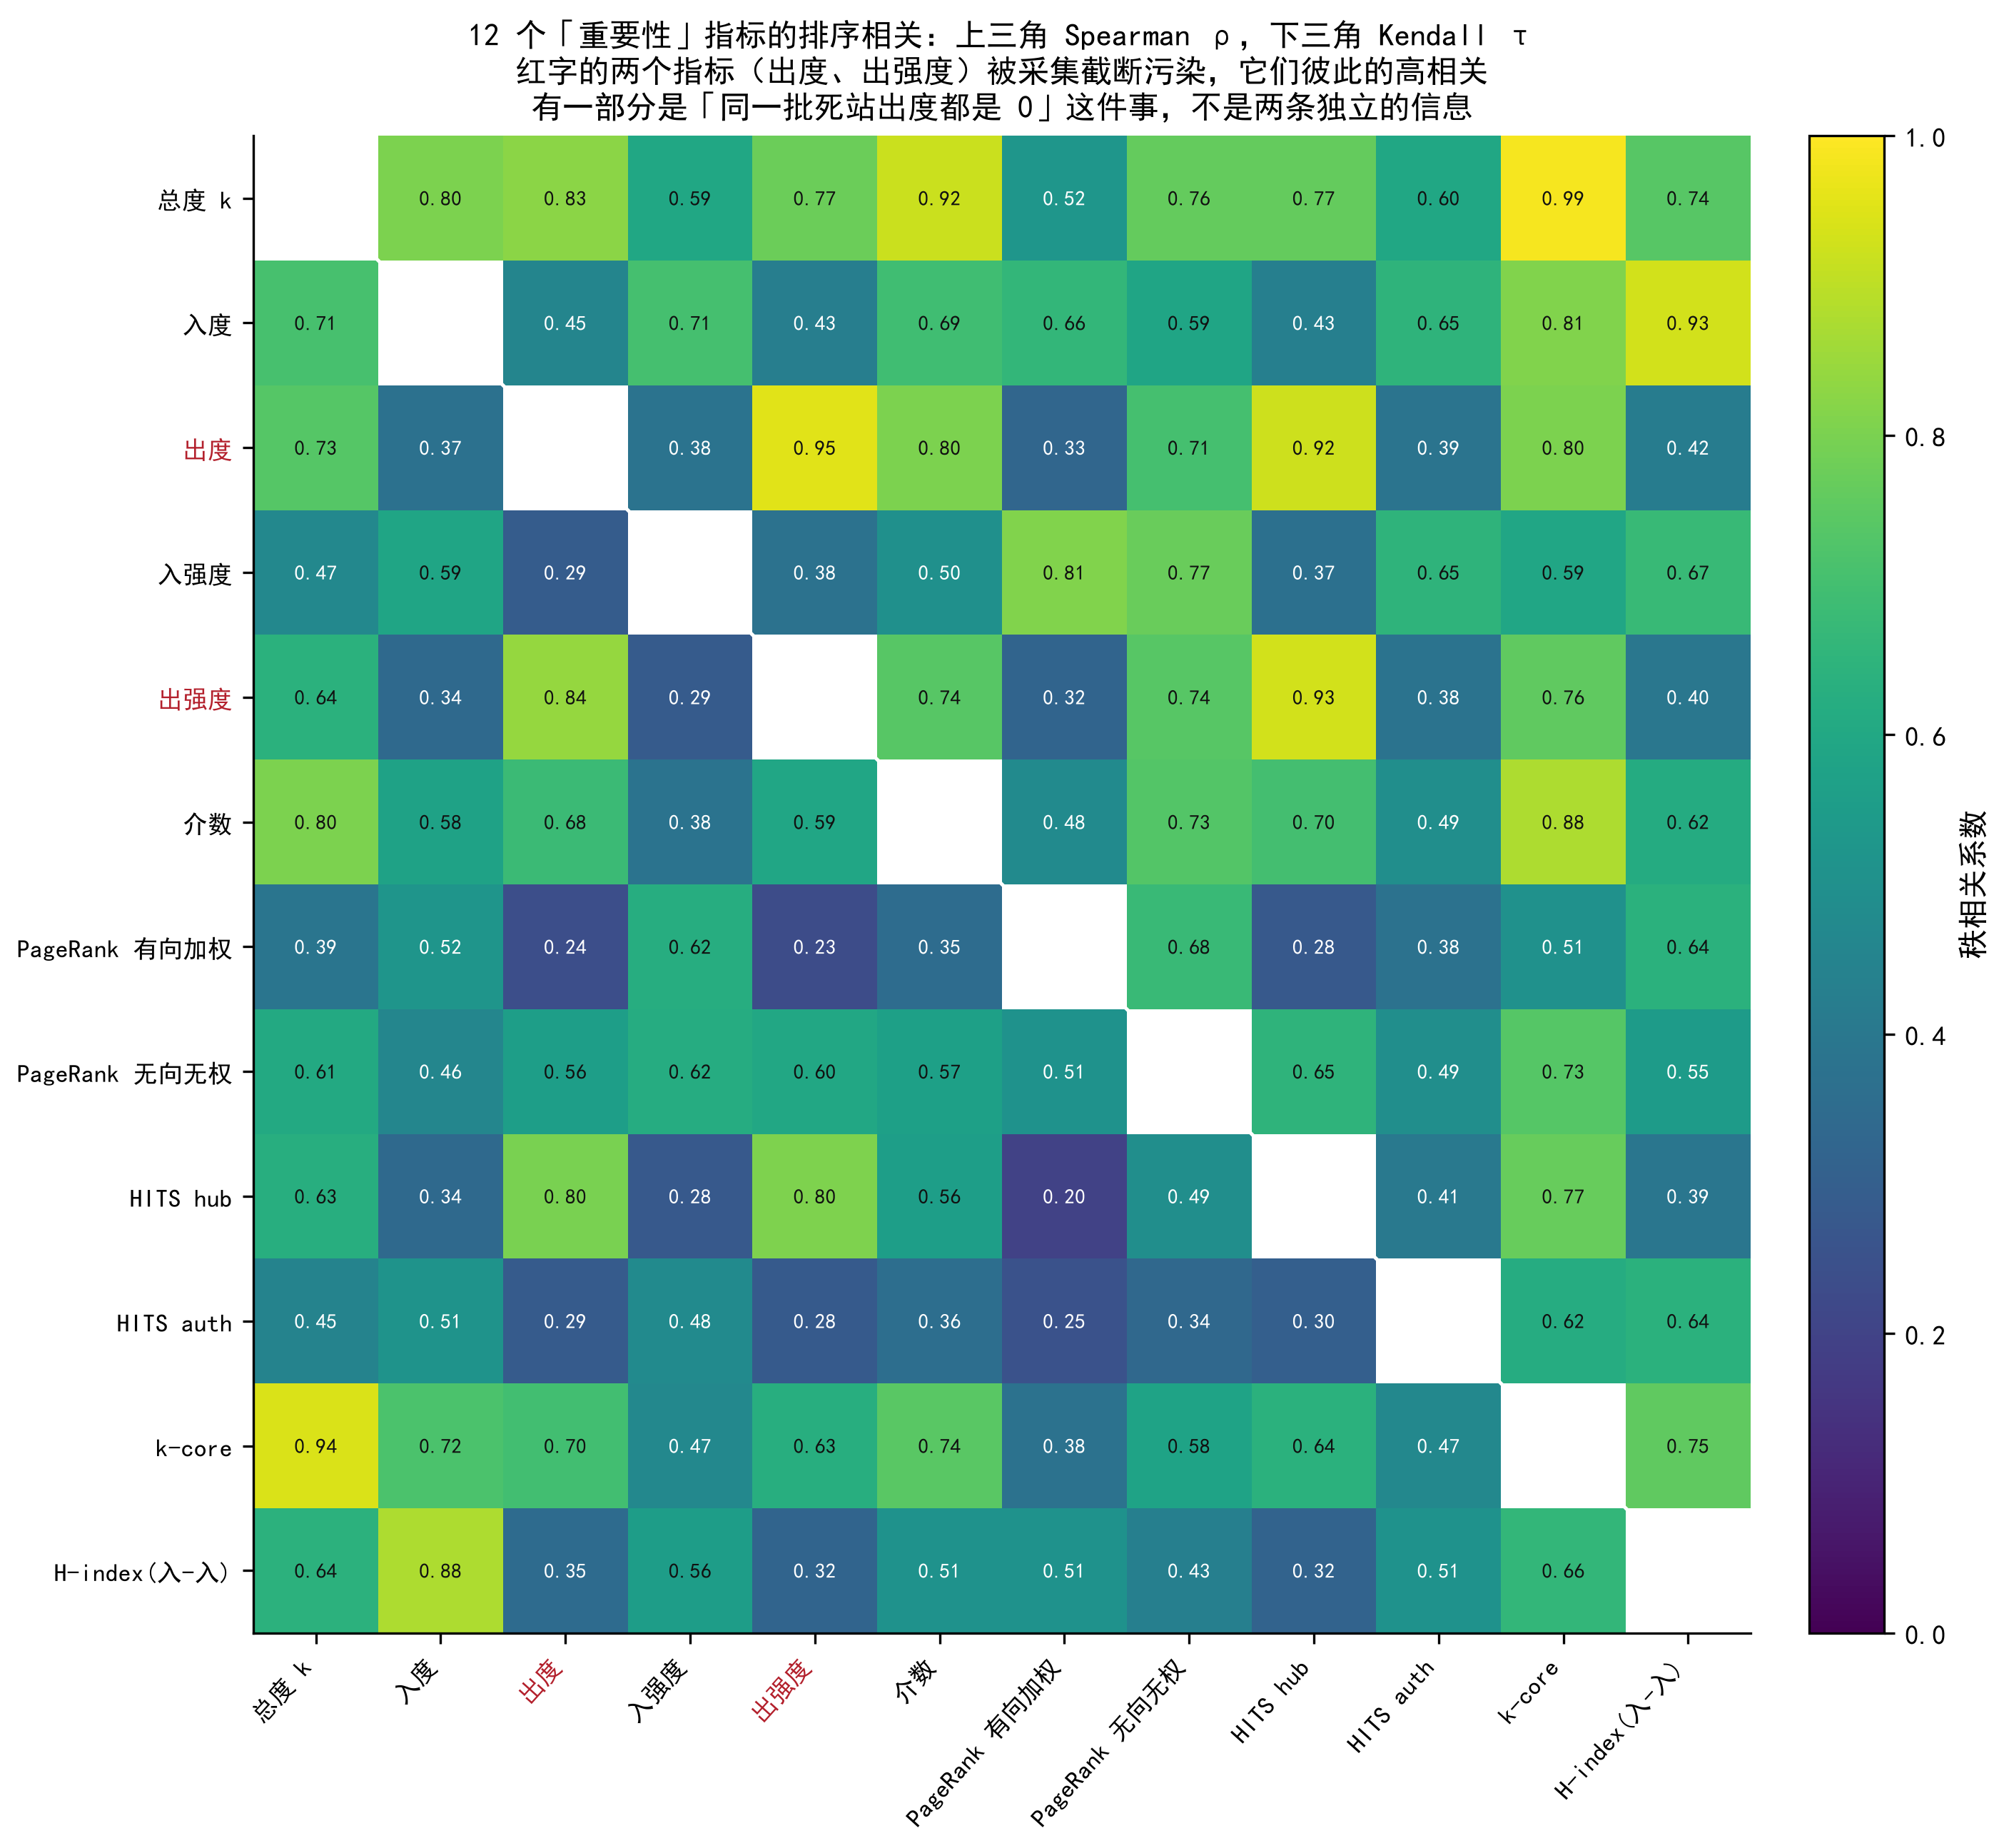 12 个「重要性」指标的排序相关：上三角 Spearman ρ，下三角 Kendall τ
红字的两个指标（出度、出强度）被采集截断污染，它们彼此的高相关
有一部分是「同一批死站出度都是 0」这件事，不是两条独立的信息
总度 k 0.80 0.83 0.59 0.77 0.92 0.52 0.76 0.77 0.60 0.99 0.74
入度 0.71 0.45 0.71 0.43 0.69 0.66 0.59 0.43 0.65 0.81 0.93
出度 0.73 0.37 0.38 0.95 0.80 0.33 0.71 0.92 0.39 0.80 0.42
入强度 0.47 0.59 0.29 0.38 0.50 0.81 0.77 0.37 0.65 0.59 0.67
出强度 0.64 0.34 0.84 0.29 0.74 0.32 0.74 0.93 0.38 0.76 0.40
介数 0.80 0.58 0.68 0.38 0.59 0.48 0.73 0.70 0.49 0.88 0.62
PageRank 有向加权 0.39 0.52 0.24 0.62 0.23 0.35 0.68 0.28 0.38 0.51 0.64
PageRank 无向无权 0.61 0.46 0.56 0.62 0.60 0.57 0.51 0.65 0.49 0.73 0.55
HITS hub 0.63 0.34 0.80 0.28 0.80 0.56 0.20 0.49 0.41 0.77 0.39
HITS auth 0.45 0.51 0.29 0.48 0.28 0.36 0.25 0.34 0.30 0.62 0.64
k-core 0.94 0.72 0.70 0.47 0.63 0.74 0.38 0.58 0.64 0.47 0.75
H-index(入-入) 0.64 0.88 0.35 0.56 0.32 0.51 0.51 0.43 0.32 0.51 0.66
总度 k
入度
出度
入强度
出强度
介数
PageRank 有向加权
PageRank 无向无权
HITS hub
HITS auth
k-core
H-index(入-入)
1.0
0.8
0.6
0.4
0.2
0.0
秩相关系数